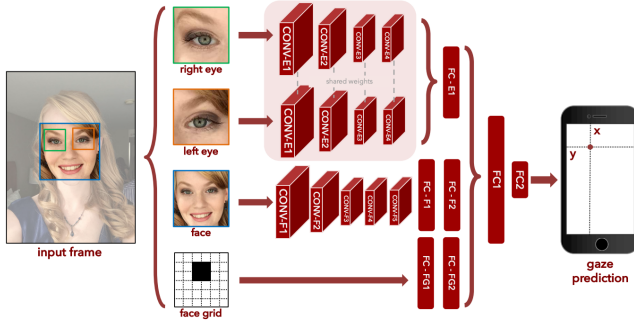 input frame
right eye
left eye
face
face grid
CONV-E1
CONV-E2
CONV-E3
CONV-E4
shared weights
CONV-E1
CONV-E2
CONV-E3
CONV-E4
FC - E1
CONV-F1
CONV-F2
CONV-F3
CONV-F4
CONV-F5
FC - F1
FC - F2
FC - FG1
FC - FG2
FC1
FC2
x
y
gaze
prediction